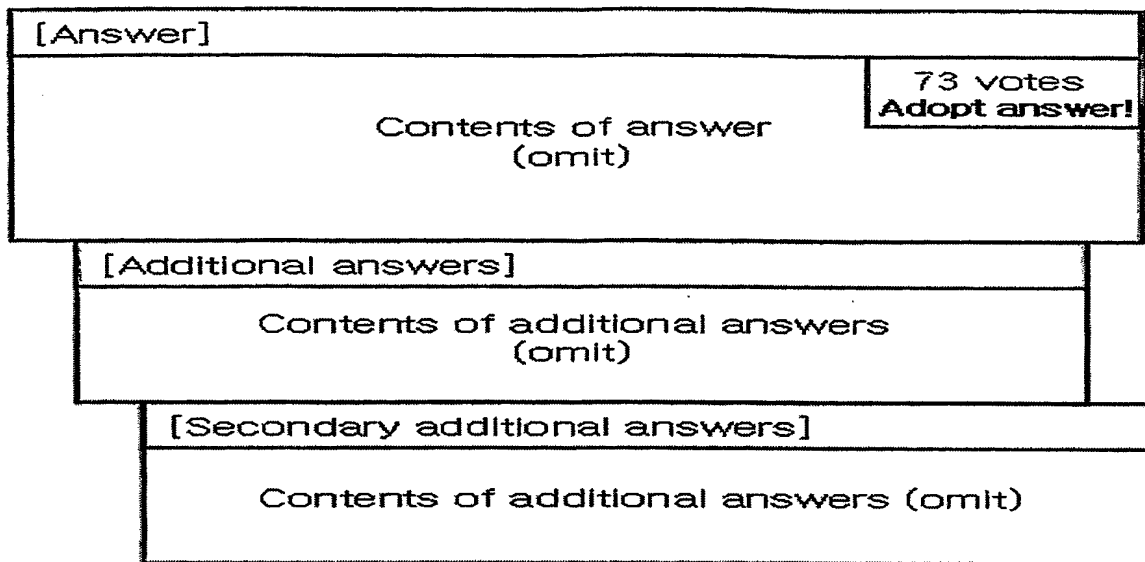 [Answer]
73 votes
Adopt answer!
Contents of answer
(omit)
[Additional answers]
Contents of additional answers
(omit)
[Secondary additional answers]
Contents of additional answers (omit)